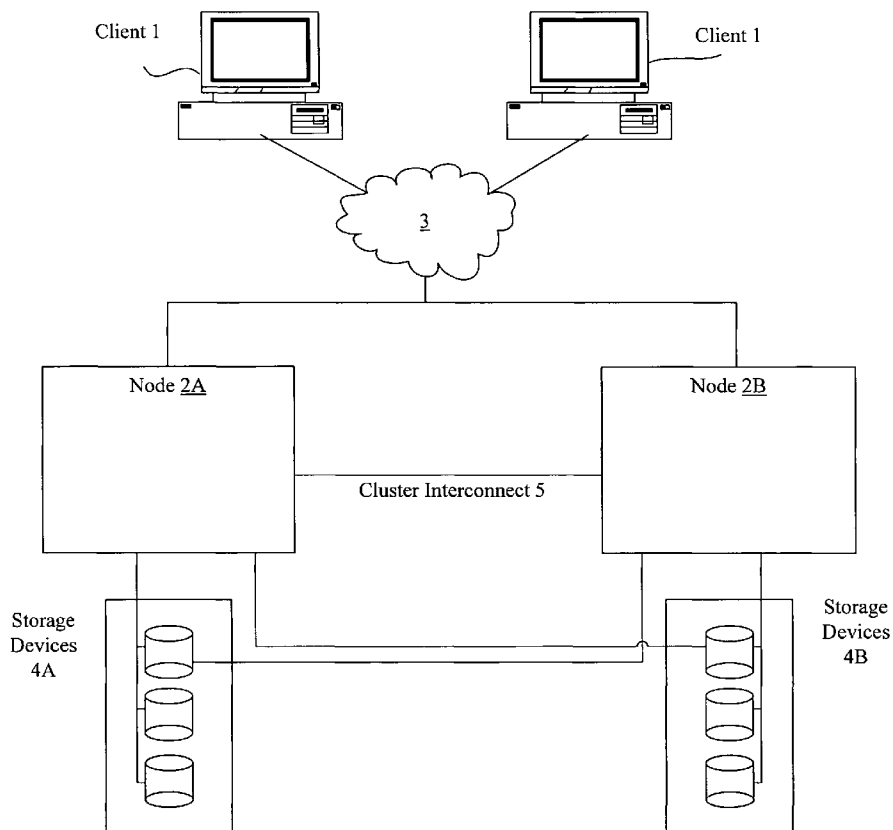 Client 1
Client 1
3
Node 2A
Node 2B
Cluster Interconnect 5
Storage
Devices
4A
Storage
Devices
4B